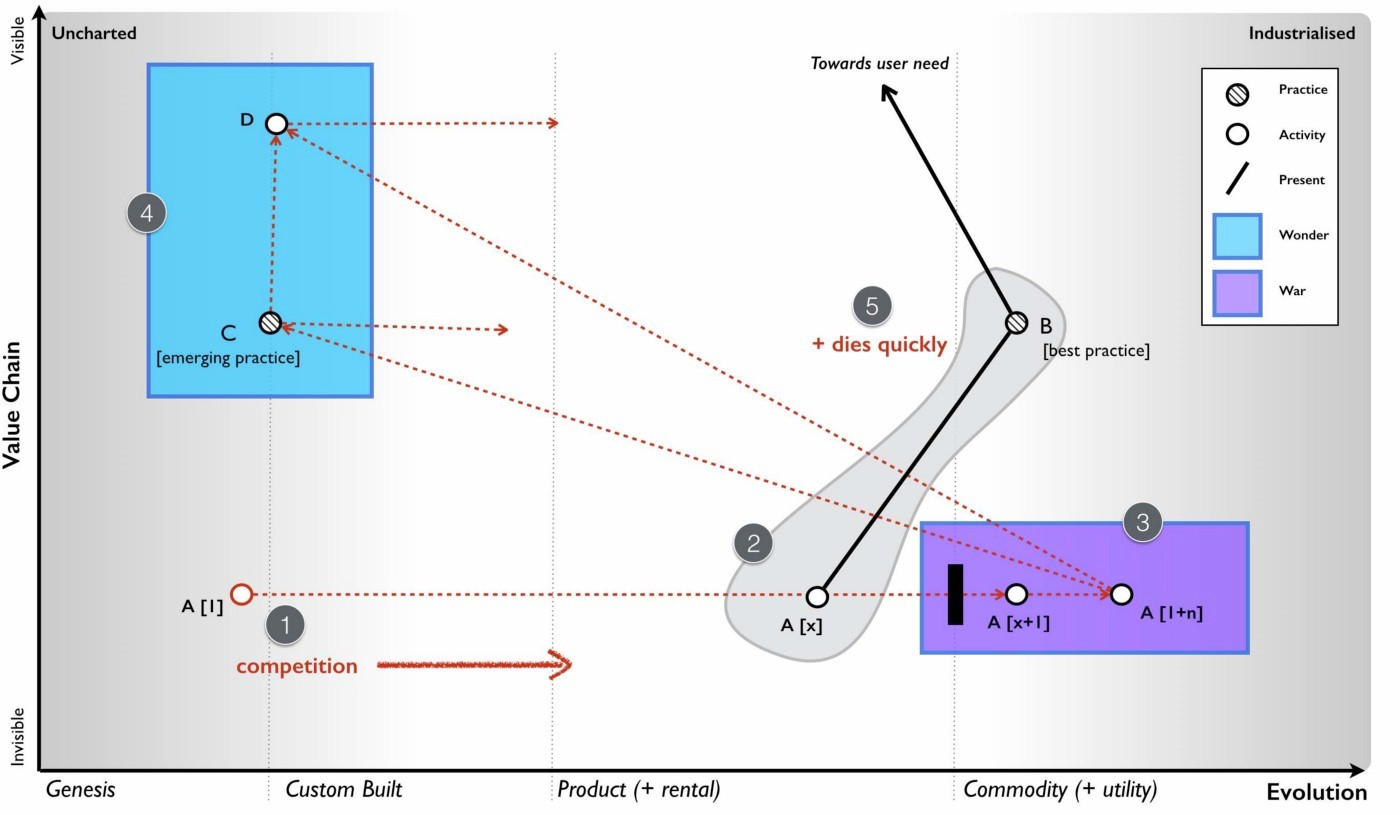 Visible
Uncharted
Industrialised
Towards user need
Practice
Activity
Present
Wonder
War
D
4
5
+ dies quickly
B
[best practice]
C
[emerging practice]
Value Chain
2
3
A [1]
1
A [x]
A [x+1]
A [1+n]
competition
Invisible
Genesis
Custom Built
Product (+ rental)
Commodity (+ utility)
Evolution